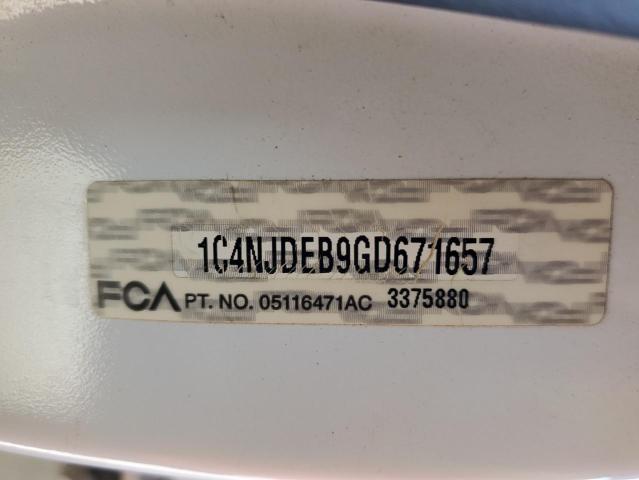 1C4NJDEB9GD671657
FCA PT. NO. 05116471AC 3375880